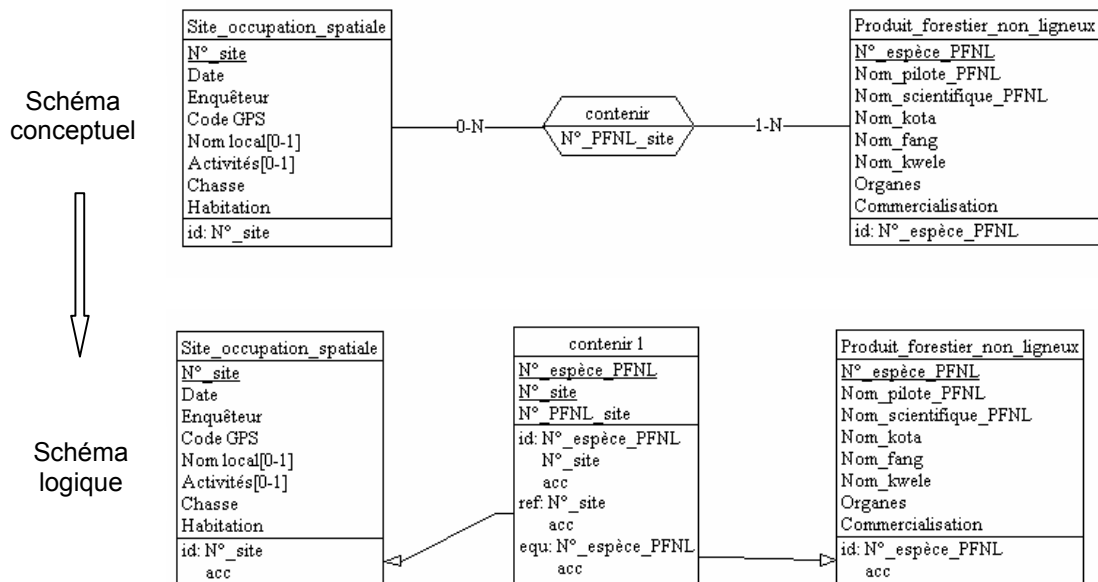 Schéma
conceptuel
Site_occupation_spatiale
N°_site
Date
Enquêteur
Code GPS
Nom local[0-1]
Activités[0-1]
Chasse
Habitation
id: N°_site
0-N
contenir
N°_PFNL_site
1-N
Produit_forestier_non_ligneux
N°_espèce_PFNL
Nom_pilote_PFNL
Nom_scientifique_PFNL
Nom_kota
Nom_fang
Nom_kwele
Organes
Commercialisation
id: N°_espèce_PFNL
Schéma
logique
Site_occupation_spatiale
N°_site
Date
Enquêteur
Code GPS
Nom local[0-1]
Activités[0-1]
Chasse
Habitation
id: N°_site
acc
contenir 1
N°_espèce_PFNL
N°_site
N°_PFNL_site
id: N°_espèce_PFNL
N°_site
acc
ref: N°_site
acc
equ: N°_espèce_PFNL
acc
Produit_forestier_non_ligneux
N°_espèce_PFNL
Nom_pilote_PFNL
Nom_scientifique_PFNL
Nom_kota
Nom_fang
Nom_kwele
Organes
Commercialisation
id: N°_espèce_PFNL
acc